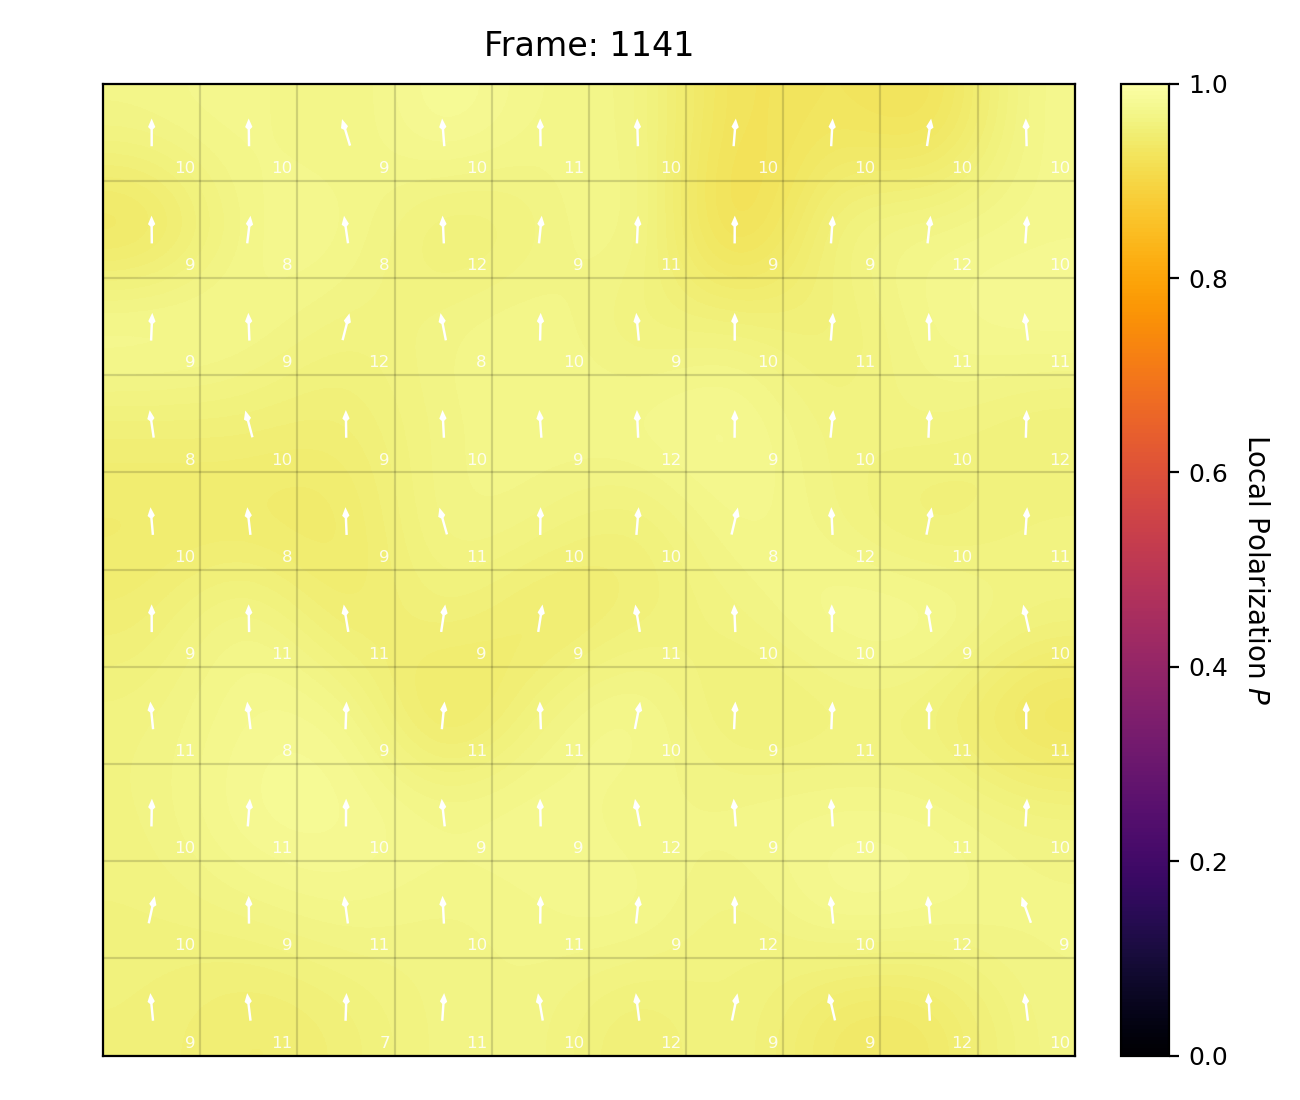 Frame: 1141
10 10 9 10 11 10 10 10 10 10
9 8 8 12 9 11 9 9 12 10
9 9 12 8 10 9 10 11 11 11
8 10 9 10 9 12 9 10 10 12
10 8 9 11 10 10 8 12 10 11
9 11 11 9 9 11 10 10 9 10
11 8 9 11 11 10 9 11 11 11
10 11 10 9 9 12 9 10 11 10
10 9 11 10 11 9 12 10 12 9
9 11 7 11 10 12 9 9 12 10
1.0
0.8
0.6
0.4
0.2
0.0
Local Polarization P